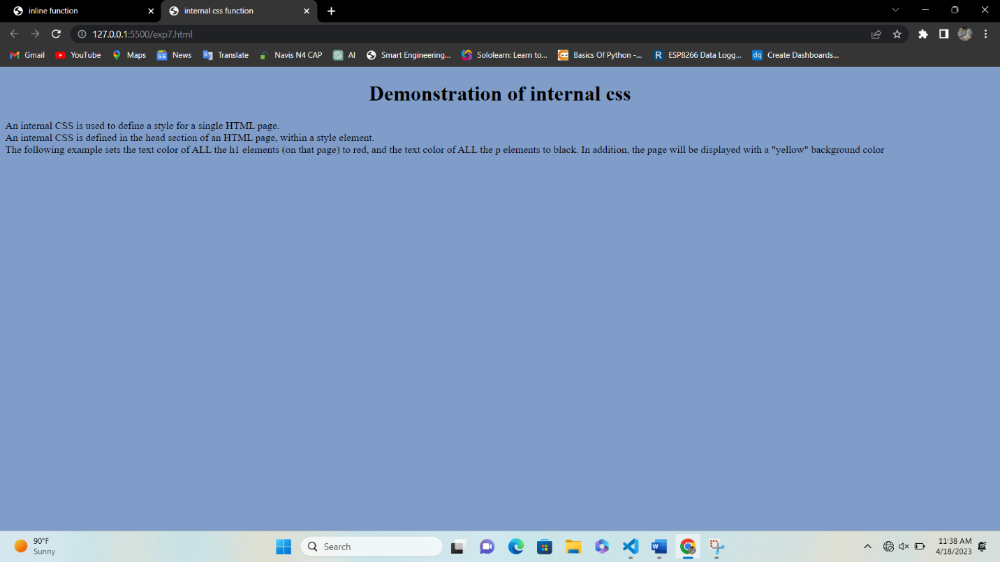 inline function
internal css function
127.0.0.1:5500/exp7.html
Gmail
YouTube
Maps
News
Translate
Navis N4 CAP
AI
Smart Engineering...
Sololearn: Learn to...
Basics Of Python -...
R
ESP8266 Data Logg...
dq
Create Dashboards...
Demonstration of internal css
An internal CSS is used to define a style for a single HTML page.
An internal CSS is defined in the head section of an HTML page, within a style element.
The following example sets the text color of ALL the h1 elements (on that page) to red, and the text color of ALL the p elements to black. In addition, the page will be displayed with a "yellow" background color
90°F
Sunny
Search
11:38 AM
4/18/2023